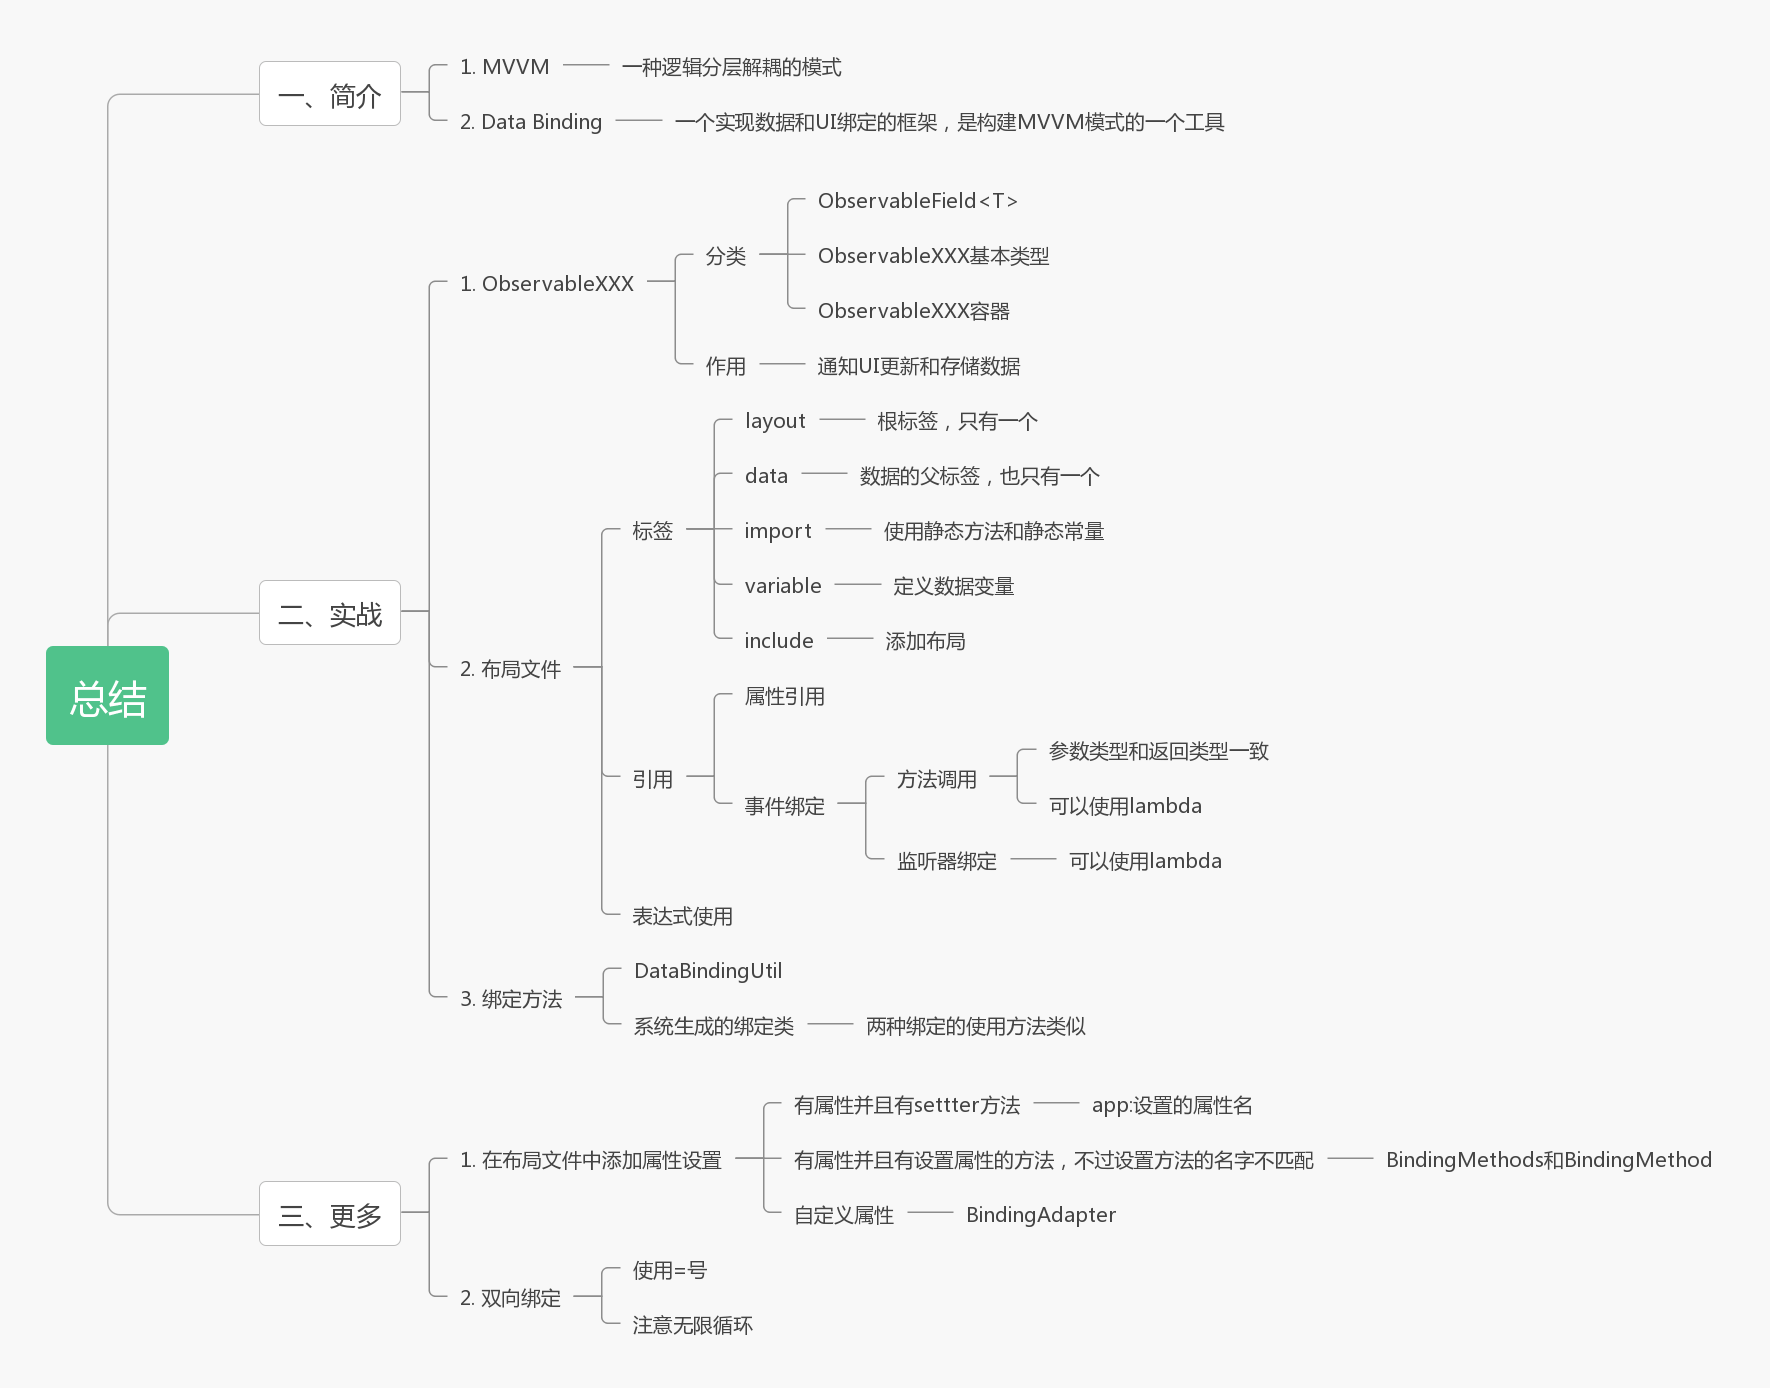 总结
一、简介
1. MVVM
一种逻辑分层解耦的模式
2. Data Binding
一个实现数据和UI绑定的框架，是构建MVVM模式的一个工具
二、实战
1. ObservableXXX
分类
ObservableField<T>
ObservableXXX基本类型
ObservableXXX容器
作用
通知UI更新和存储数据
2. 布局文件
标签
layout
根标签，只有一个
data
数据的父标签，也只有一个
import
使用静态方法和静态常量
variable
定义数据变量
include
添加布局
引用
属性引用
事件绑定
方法调用
参数类型和返回类型一致
可以使用lambda
监听器绑定
可以使用lambda
表达式使用
3. 绑定方法
DataBindingUtil
系统生成的绑定类
两种绑定的使用方法类似
三、更多
1. 在布局文件中添加属性设置
有属性并且有settter方法
app:设置的属性名
有属性并且有设置属性的方法，不过设置方法的名字不匹配
BindingMethods和BindingMethod
自定义属性
BindingAdapter
2. 双向绑定
使用=号
注意无限循环